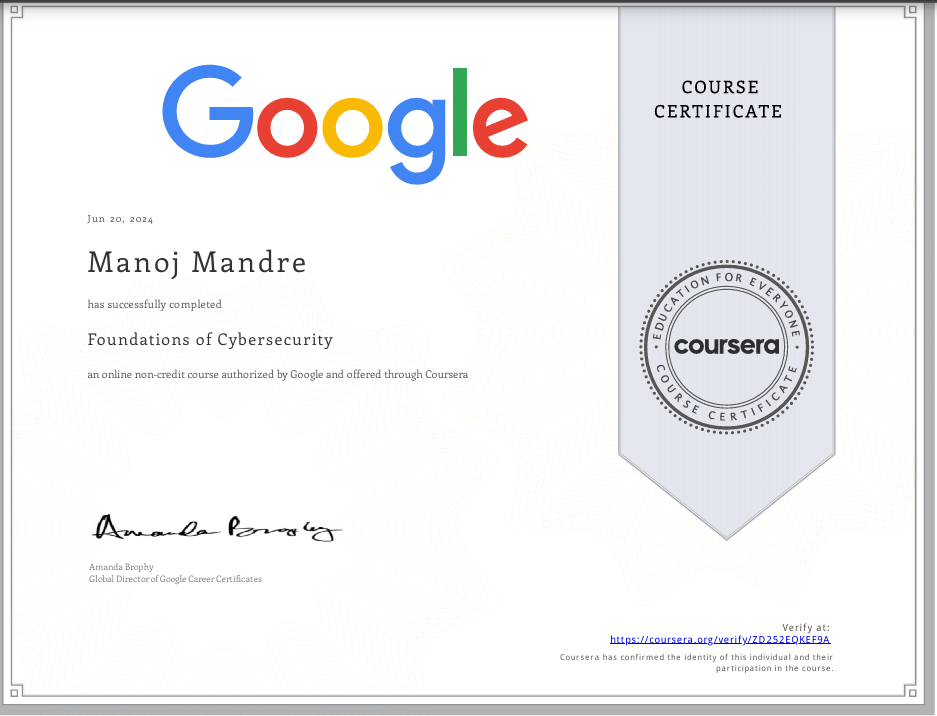 Google
COURSE
CERTIFICATE
Jun 20, 2024
Manoj Mandre
has successfully completed
Foundations of Cybersecurity
an online non-credit course authorized by Google and offered through Coursera
EDUCATION FOR EVERYONE
coursera
COURSE CERTIFICATE
Amanda Brophy
Amanda Brophy
Global Director of Google Career Certificates
Verify at:
https://coursera.org/verify/ZD252EQKEF9A
Coursera has confirmed the identity of this individual and their
participation in the course.